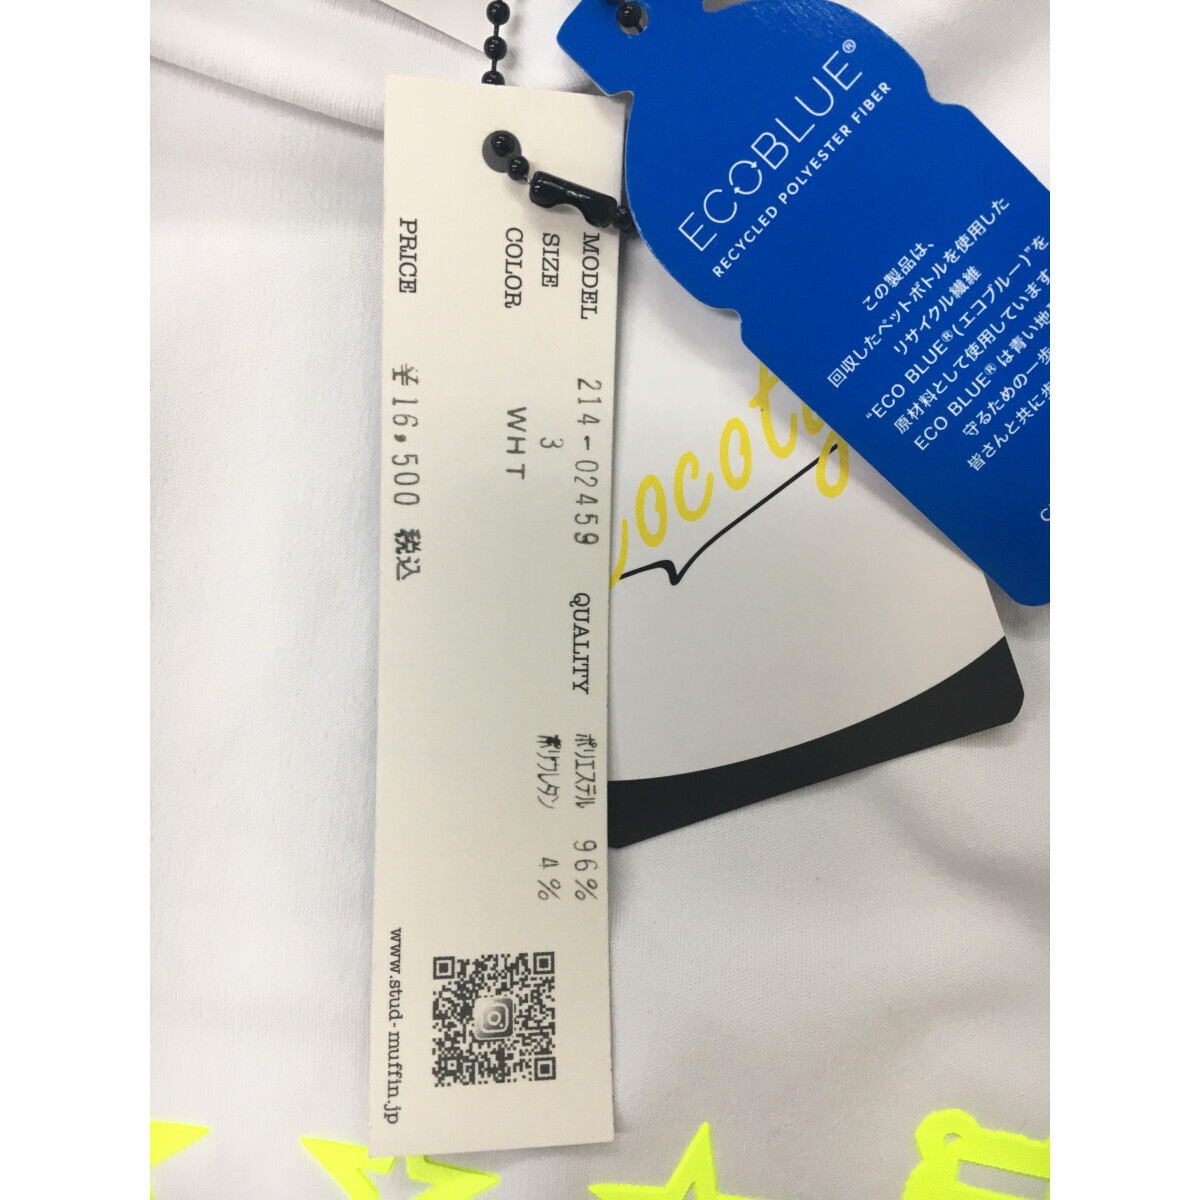 MODEL 214-02459 QUALITY ポリエステル 96%
SIZE 3 ポリウレタン 4%
COLOR WHT
PRICE ¥16,500 税込
www.stud-muffin.jp
ECOBLUE®
RECYCLED POLYESTER FIBER
この製品は、
回収したペットボトルを使用した
リサイクル繊維
"ECO BLUE®(エコブルー)"を
原材料として使用しています
ECO BLUE®は青い地
守るための一歩
皆さんと共に歩